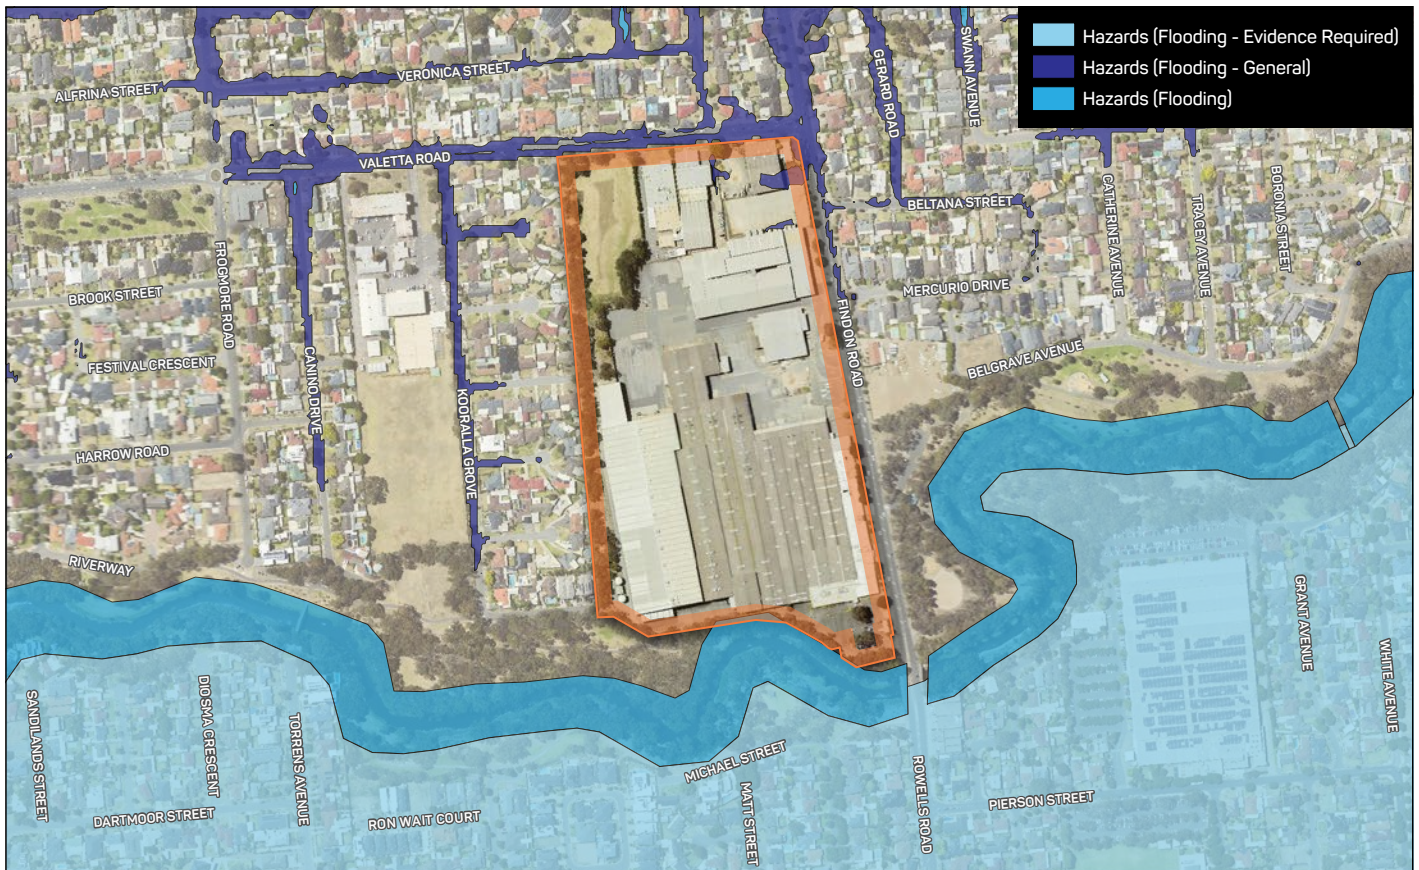 Hazards (Flooding - Evidence Required)
Hazards (Flooding - General)
Hazards (Flooding)
SWANN AVENUE
GERARD ROAD
VERONICA STREET
ALFRINA STREET
VALETTA ROAD
BELTANA STREET
CATHERINE AVENUE
TRACEY AVENUE
BORONIA STREET
FROGMORE ROAD
BROOK STREET
MERCURIO DRIVE
FINDON ROAD
FESTIVAL CRESCENT
CANINO DRIVE
BELGRAVE AVENUE
KOORALLA GROVE
HARROW ROAD
RIVERWAY
GRANT AVENUE
WHITE AVENUE
SANDILANDS STREET
DIOSMA CRESCENT
TORRENS AVENUE
MICHAEL STREET
MATT STREET
ROWELLS ROAD
PIERSON STREET
DARTMOOR STREET
RON WAIT COURT